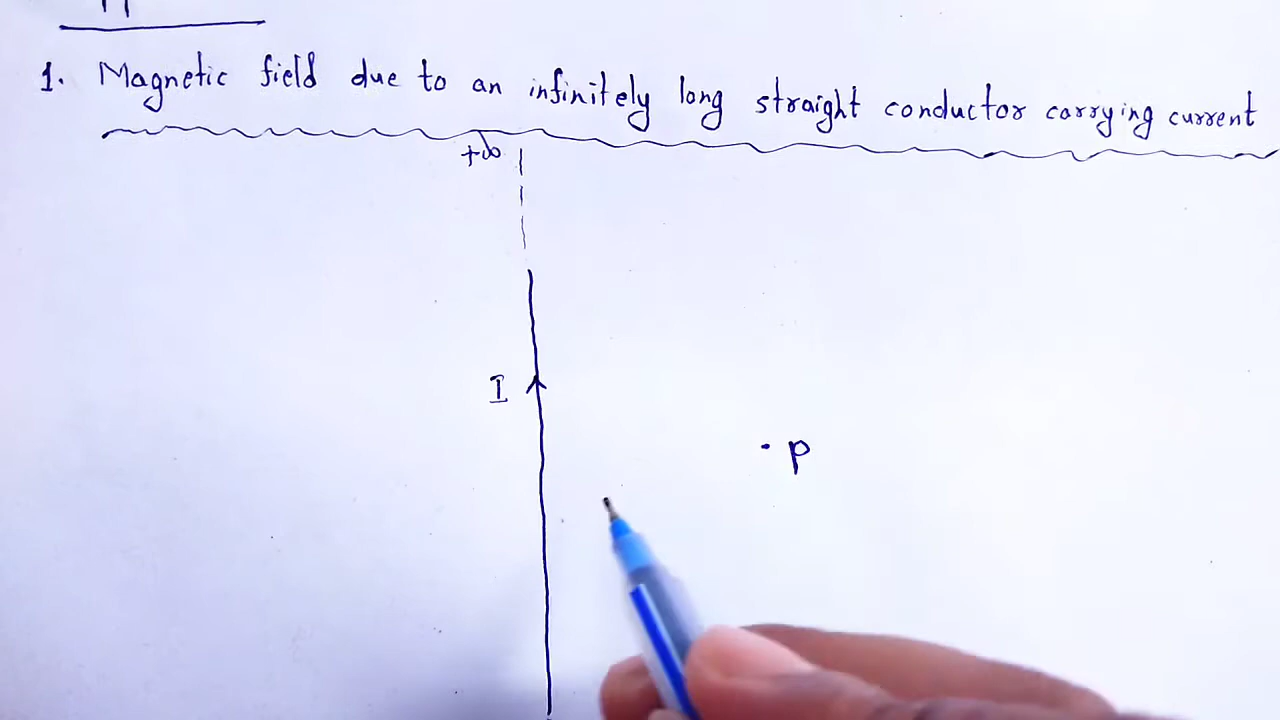 1. Magnetic field due to an infinitely long straight conductor carrying current
+∞
I
. P